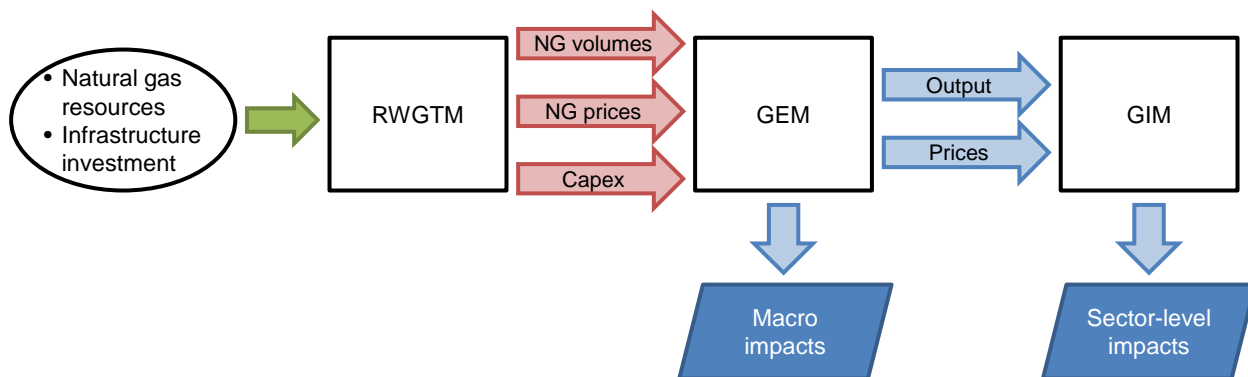 • Natural gas
resources
• Infrastructure
investment
RWGTM
NG volumes
NG prices
Capex
GEM
Output
Prices
GIM
Macro
impacts
Sector-level
impacts